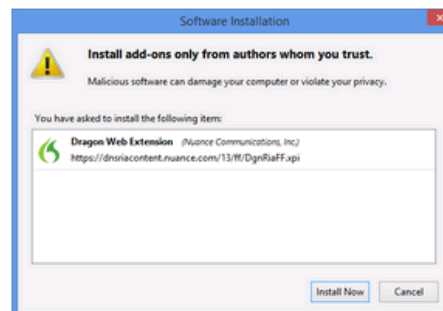 Software Installation
Install add-ons only from authors whom you trust.
Malicious software can damage your computer or violate your privacy.
You have asked to install the following item:
Dragon Web Extension (Nuance Communications, Inc.)
https://dnsriacontent.nuance.com/13/ff/DgnRiaFF.xpi
Install Now Cancel